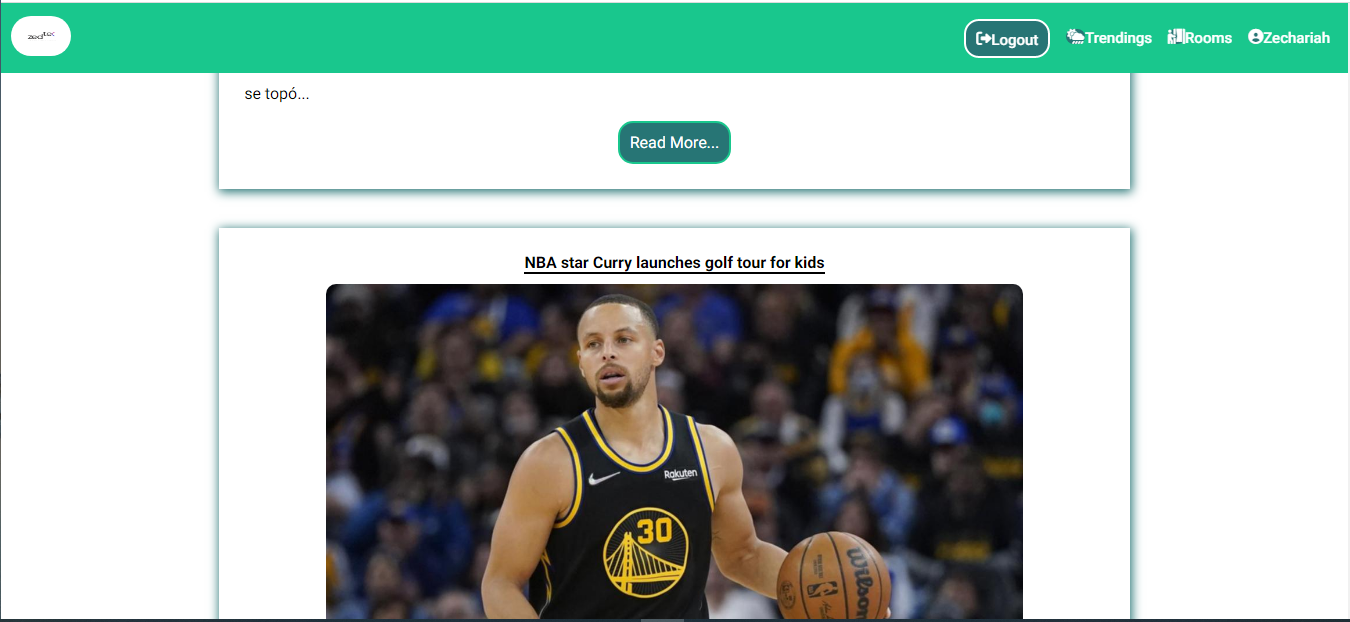 zedtec
Logout
Trendings
Rooms
Zechariah
se topó...
Read More...
NBA star Curry launches golf tour for kids
Rakuten
30
Wilson